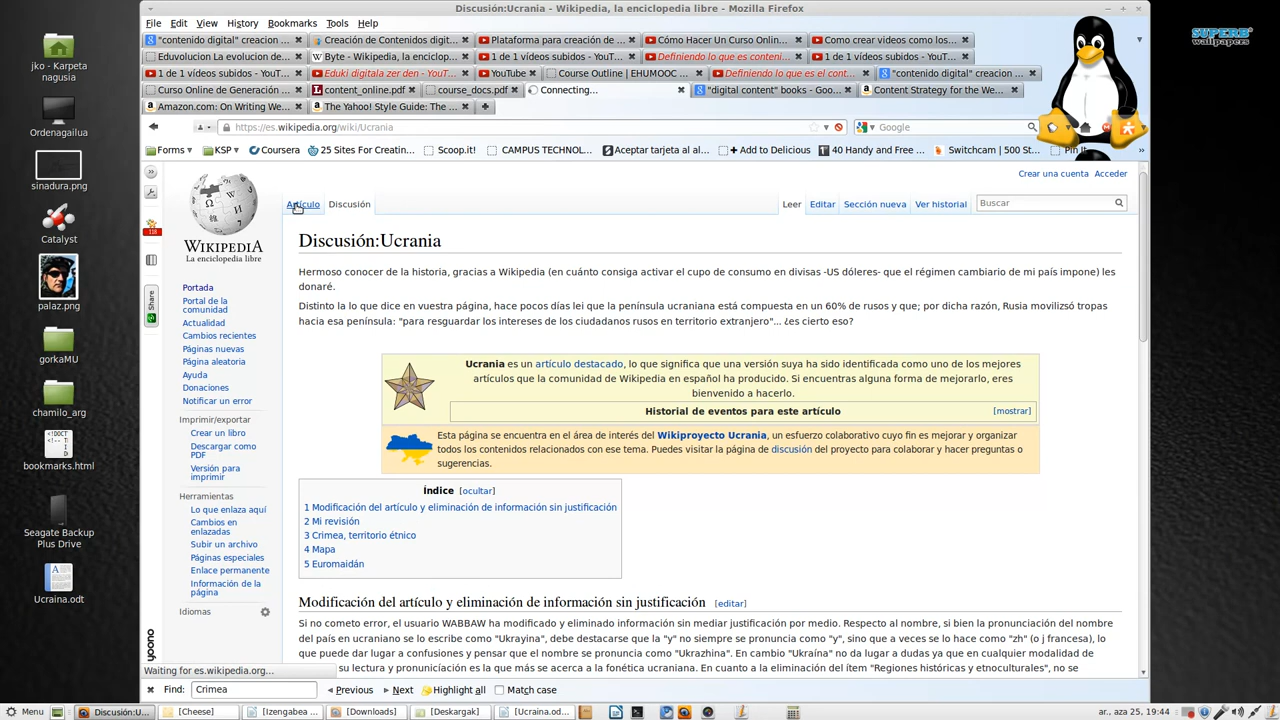 Discusión:Ucrania - Wikipedia, la enciclopedia libre - Mozilla Firefox
File Edit View History Bookmarks Tools Help
"contenido digital" creacion ...
Creación de Contenidos digit...
Plataforma para creación de ...
Cómo Hacer Un Curso Onlin...
Como crear videos como los...
Eduvolucion La evolucion de...
Byte - Wikipedia, la enciclop...
1 de 1 vídeos subidos - YouT...
Definiendo lo que es conteni...
1 de 1 vídeos subidos - YouT...
1 de 1 vídeos subidos - YouT...
Eduki digitala zer den - YouT...
YouTube
Course Outline | EHUMOOC ...
Definiendo lo que es el cont...
"contenido digital" creacion ...
Curso Online de Generación ...
content_online.pdf
course_docs.pdf
Connecting...
"digital content" books - Goo...
Content Strategy for the We...
Amazon.com: On Writing We...
The Yahoo! Style Guide: The ...
https://es.wikipedia.org/wiki/Ucrania
Google
Forms KSP Coursera 25 Sites For Creatin... Scoop.it! CAMPUS TECHNOL... Aceptar tarjeta al al... Add to Delicious 40 Handy and Free ... Switchcam | 500 St... Pin It
SUPERB
wallpapers
jko - Karpeta
nagusia
Ordenagailua
sinadura.png
Catalyst
palaz.png
gorkaMU
chamilo_arg
bookmarks.html
Seagate Backup
Plus Drive
Ucraina.odt
118
Share
yoono
WIKIPEDIA
La enciclopedia libre
Portada
Portal de la
comunidad
Actualidad
Cambios recientes
Páginas nuevas
Página aleatoria
Ayuda
Donaciones
Notificar un error
Imprimir/exportar
Crear un libro
Descargar como
PDF
Versión para
imprimir
Herramientas
Lo que enlaza aquí
Cambios en
enlazadas
Subir un archivo
Páginas especiales
Enlace permanente
Información de la
página
Idiomas
Crear una cuenta Acceder
Artículo Discusión Leer Editar Sección nueva Ver historial Buscar
Discusión:Ucrania
Hermoso conocer de la historia, gracias a Wikipedia (en cuánto consiga activar el cupo de consumo en divisas -US dóleres- que el régimen cambiario de mi país impone) les
donaré.
Distinto la lo que dice en vuestra página, hace pocos días leí que la península ucraniana está compuesta en un 60% de rusos y que; por dicha razón, Rusia movilizsó tropas
hacia esa península: "para resguardar los intereses de los ciudadanos rusos en territorio extranjero"... ¿es cierto eso?
Ucrania es un artículo destacado, lo que significa que una versión suya ha sido identificada como uno de los mejores
artículos que la comunidad de Wikipedia en español ha producido. Si encuentras alguna forma de mejorarlo, eres
bienvenido a hacerlo.
Historial de eventos para este artículo [mostrar]
Esta página se encuentra en el área de interés del Wikiproyecto Ucrania, un esfuerzo colaborativo cuyo fin es mejorar y organizar
todos los contenidos relacionados con ese tema. Puedes visitar la página de discusión del proyecto para colaborar y hacer preguntas o
sugerencias.
Índice [ocultar]
1 Modificación del artículo y eliminación de información sin justificación
2 Mi revisión
3 Crimea, territorio étnico
4 Mapa
5 Euromaidán
Modificación del artículo y eliminación de información sin justificación [editar]
Si no cometo error, el usuario WABBAW ha modificado y eliminado información sin mediar justificación por medio. Respecto al nombre, si bien la pronunciación del nombre
del país en ucraniano se lo escribe como "Ukrayina", debe destacarse que la "y" no siempre se pronuncia como "y", sino que a veces se lo hace como "zh" (o j francesa), lo
que puede dar lugar a confusiones y pensar que el nombre se pronuncia como "Ukrazhina". En cambio "Ukraína" no da lugar a dudas ya que en cualquier modalidad de
su lectura y pronunicíación es la que más se acerca a la fonética ucraniana. En cuanto a la eliminación del ítem "Regiones históricas y etnoculturales", no se
Waiting for es.wikipedia.org...
Find: Crimea Previous Next Highlight all Match case
Menu Discusión:U... [Cheese] [Izengabea ... [Downloads] [Deskargak] [Ucraina.od... ar., aza 25, 19:44